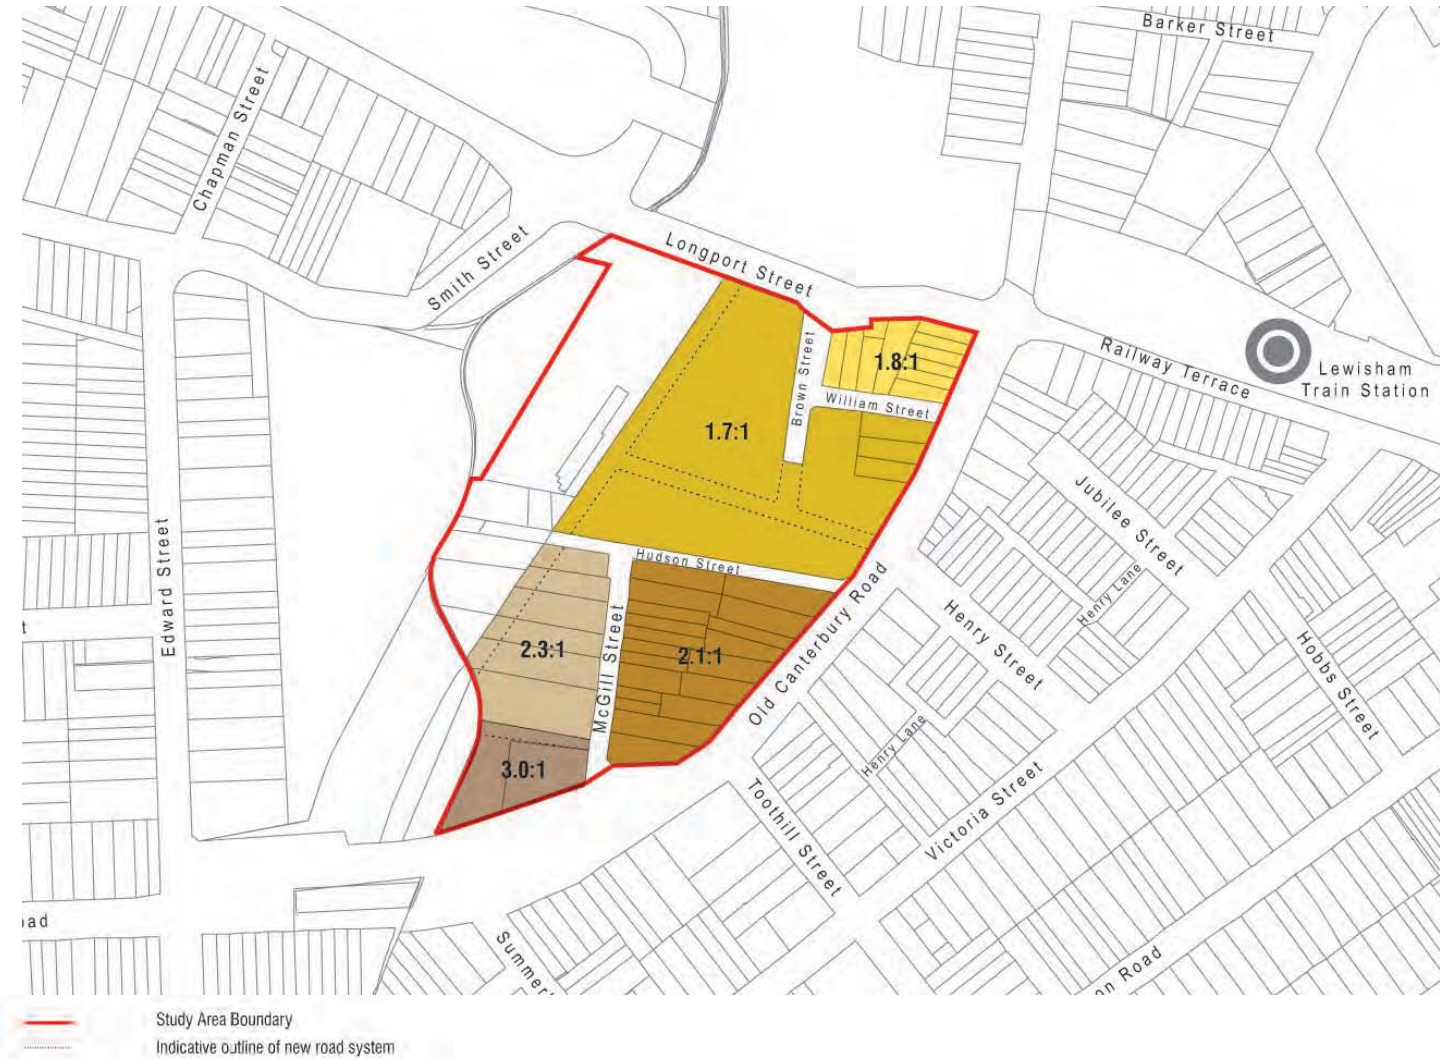 Barker Street
Chapman Street
Smith Street
Longport Street
Railway Terrace
Lewisham
Train Station
1.8:1
Brown Street
William Street
1.7:1
Jubilee Street
Edward Street
Hudson Street
Henry Lane
Henry Street
Hobbs Street
2.3:1
McGill Street
2.1:1
Old Canterbury Road
Henry Lane
3.0:1
Toothill Street
Victoria Street
Study Area Boundary
Indicative outline of new road system